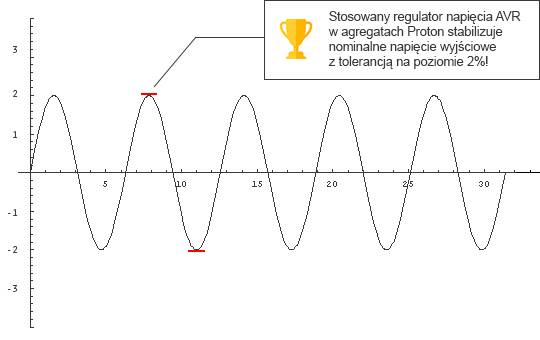 Stosowany regulator napięcia AVR
w agregatach Proton stabilizuje
nominalne napięcie wyjściowe
z tolerancją na poziomie 2%!
3
2
1
5 10 15 20 25 30
-1
-2
-3